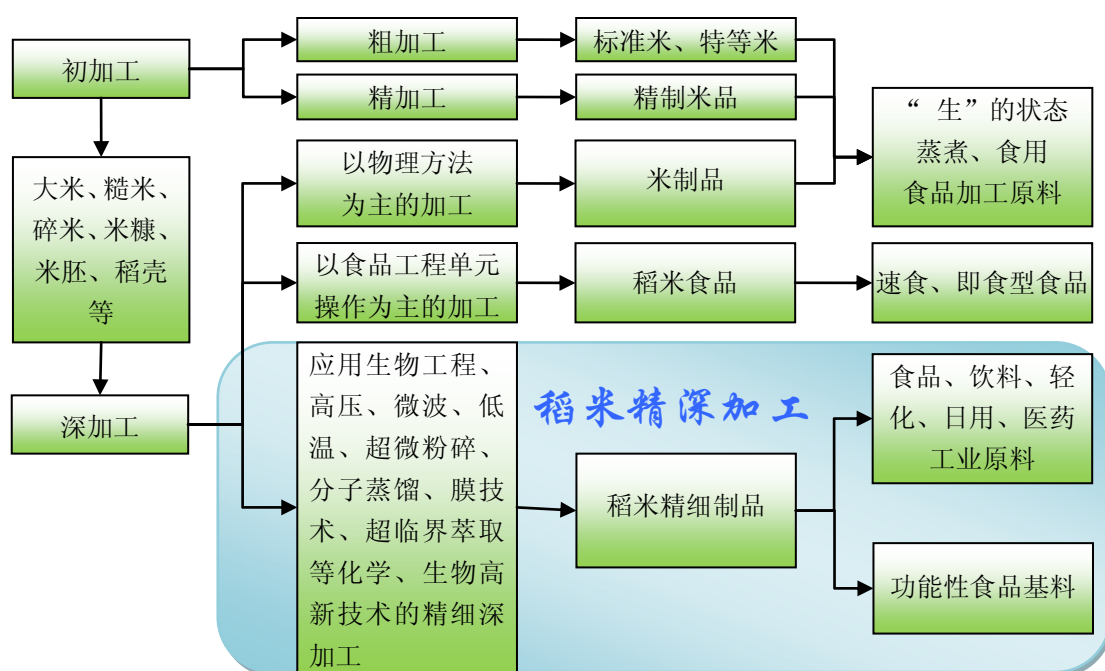 初加工
粗加工
标准米、特等米
精加工
精制米品
“ 生”的状态
蒸煮、食用
食品加工原料
大米、糙米、
碎米、米糠、
米胚、稻壳
等
以物理方法
为主的加工
米制品
以食品工程单元
操作为主的加工
稻米食品
速食、即食型食品
深加工
应用生物工程、
高压、微波、低
温、超微粉碎、
分子蒸馏、膜技
术、超临界萃取
等化学、生物高
新技术的精细深
加工
稻米精深加工
稻米精细制品
食品、饮料、轻
化、日用、医药
工业原料
功能性食品基料